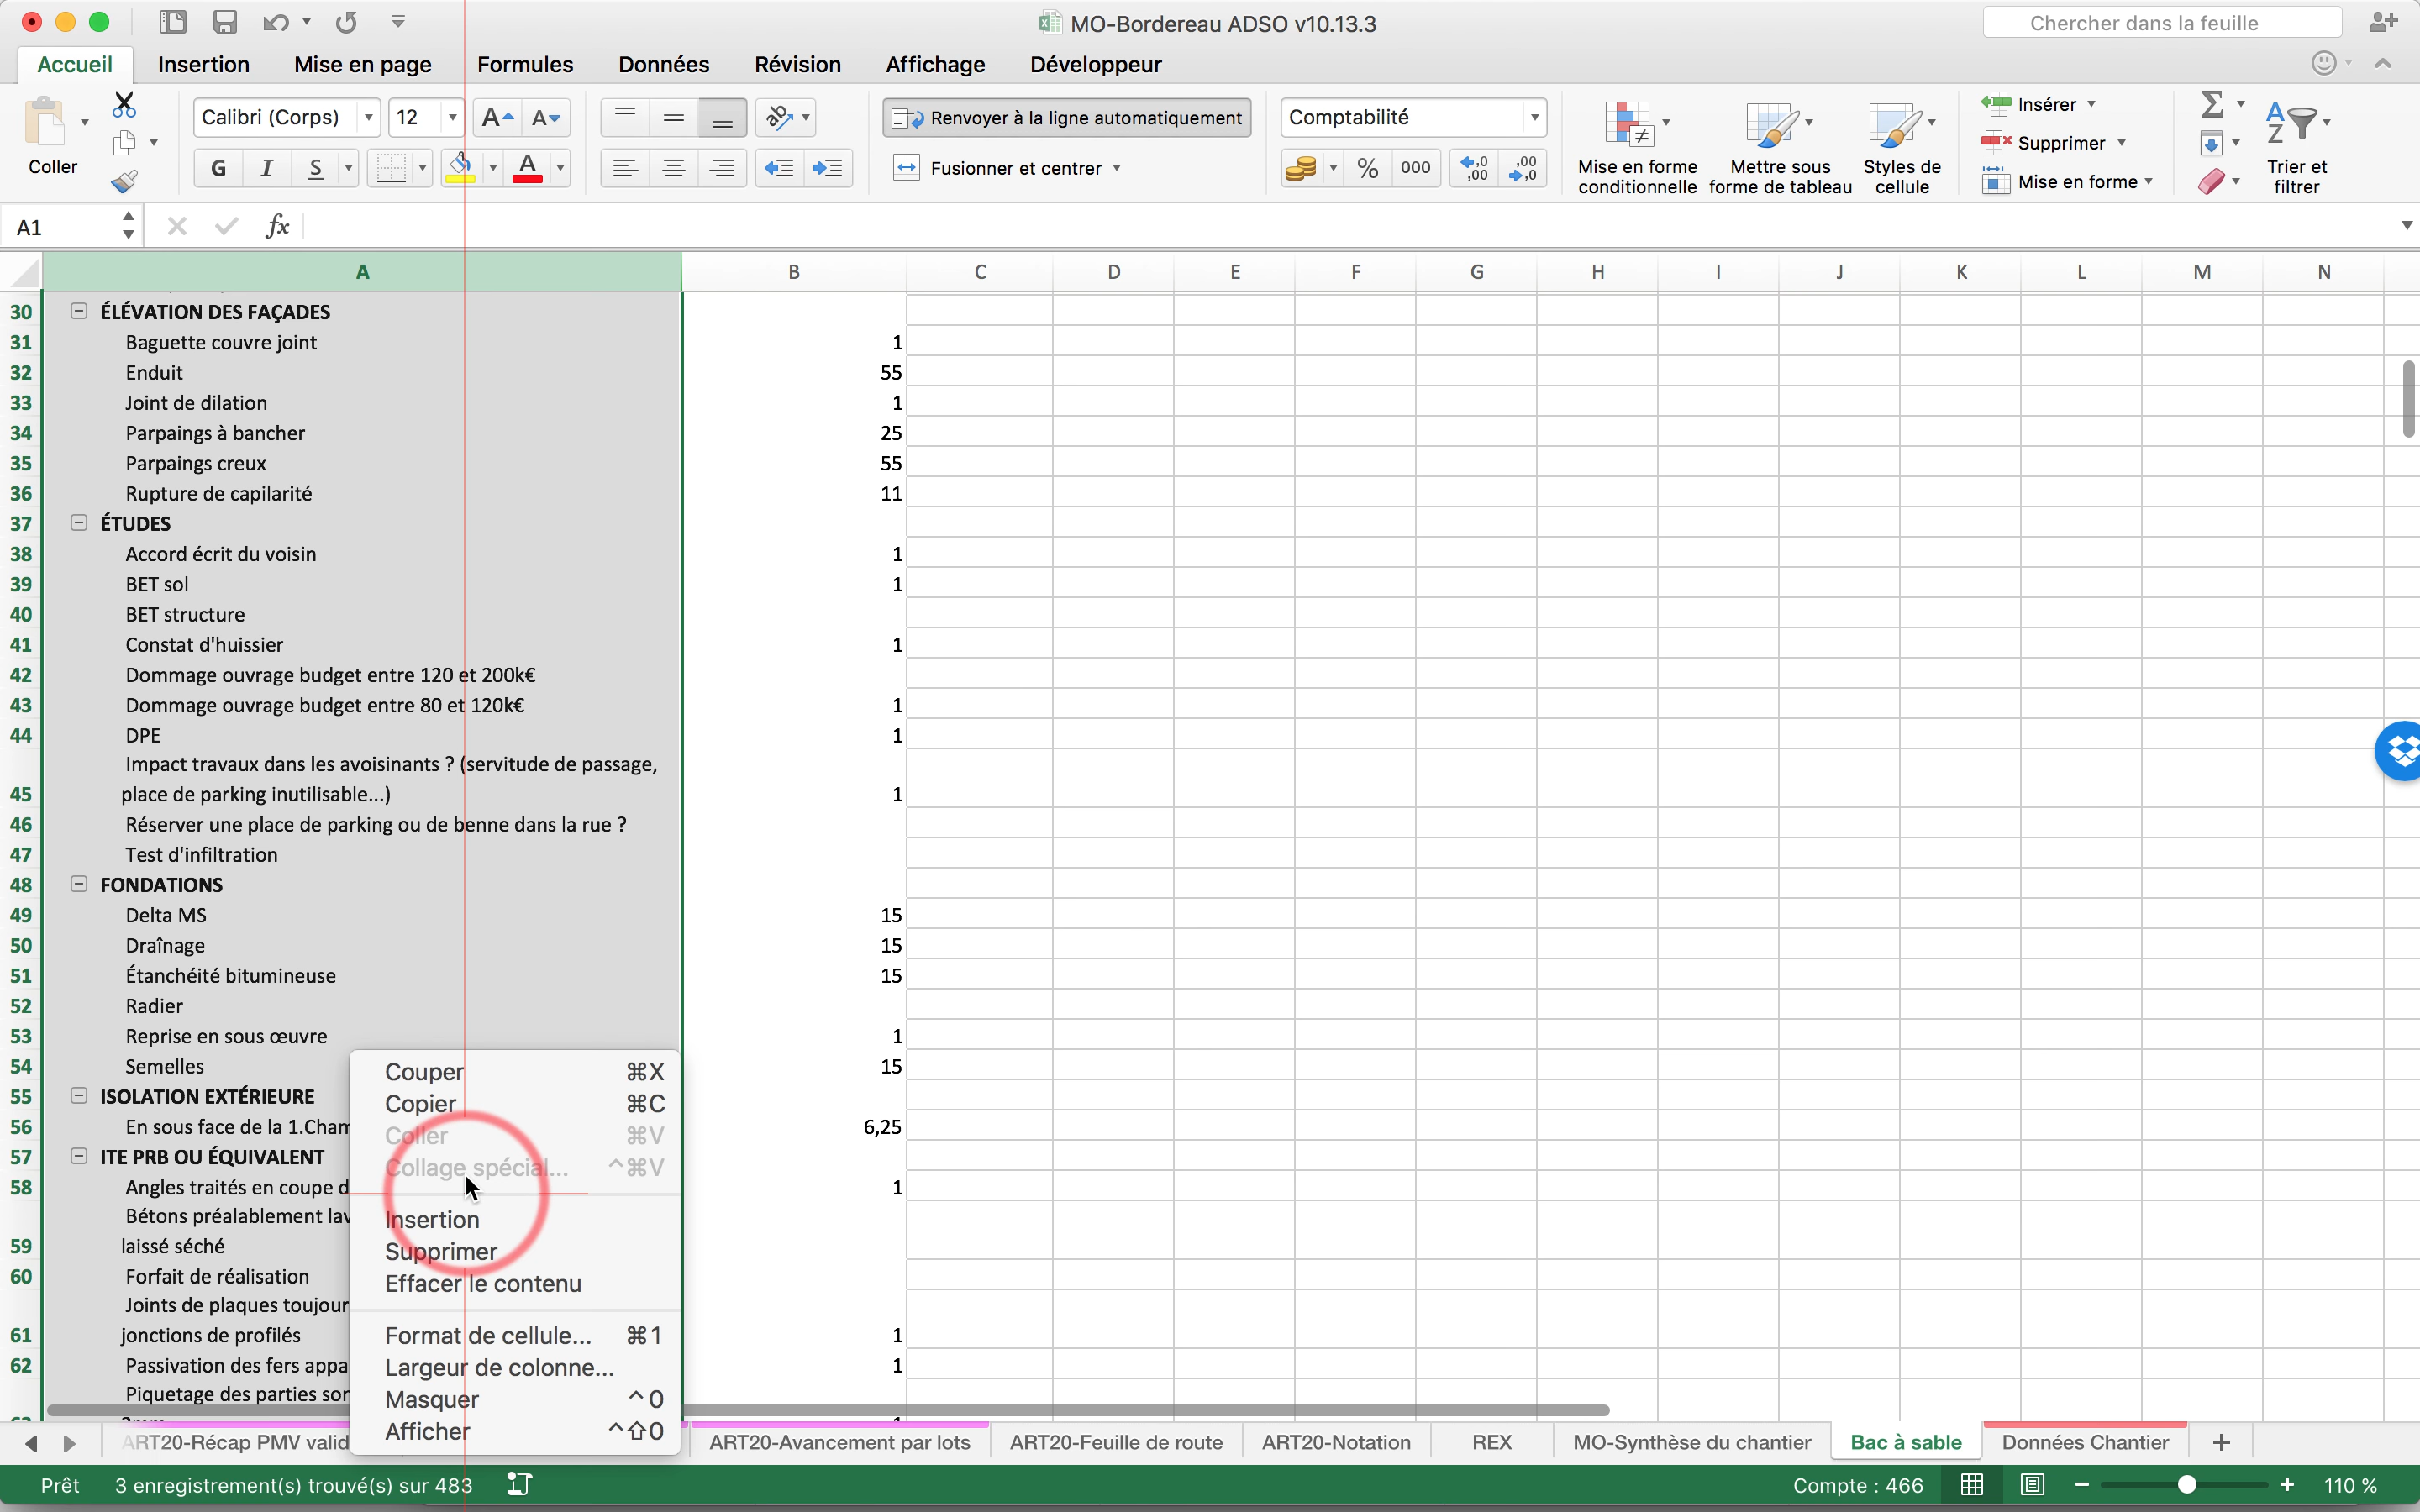 MO-Bordereau ADSO v10.13.3
Chercher dans la feuille
Accueil Insertion Mise en page Formules Données Révision Affichage Développeur
Coller
Calibri (Corps) 12
G I S A
Renvoyer à la ligne automatiquement
Fusionner et centrer
Comptabilité
% 000
Mise en forme conditionnelle
Mettre sous forme de tableau
Styles de cellule
Insérer
Supprimer
Mise en forme
Trier et filtrer
A1 fx
A B C D E F G H I J K L M N
30 ÉLÉVATION DES FAÇADES
31 Baguette couvre joint 1
32 Enduit 55
33 Joint de dilation 1
34 Parpaings à bancher 25
35 Parpaings creux 55
36 Rupture de capilarité 11
37 ÉTUDES
38 Accord écrit du voisin 1
39 BET sol 1
40 BET structure
41 Constat d'huissier 1
42 Dommage ouvrage budget entre 120 et 200k€
43 Dommage ouvrage budget entre 80 et 120k€ 1
44 DPE 1
Impact travaux dans les avoisinants ? (servitude de passage,
45 place de parking inutilisable...) 1
46 Réserver une place de parking ou de benne dans la rue ?
47 Test d'infiltration
48 FONDATIONS
49 Delta MS 15
50 Draînage 15
51 Étanchéité bitumineuse 15
52 Radier
53 Reprise en sous œuvre 1
54 Semelles 15
55 ISOLATION EXTÉRIEURE
56 En sous face de la 1.Cham 6,25
57 ITE PRB OU ÉQUIVALENT
58 Angles traités en coupe d 1
Bétons préalablement lav
59 laissé séché
60 Forfait de réalisation
Joints de plaques toujour
61 jonctions de profilés 1
62 Passivation des fers appa 1
Piquetage des parties sor
Couper ⌘X
Copier ⌘C
Coller ⌘V
Collage spécial... ^⌘V
Insertion
Supprimer
Effacer le contenu
Format de cellule... ⌘1
Largeur de colonne...
Masquer ^0
Afficher ^⇧0
ART20-Récap PMV valid ART20-Avancement par lots ART20-Feuille de route ART20-Notation REX MO-Synthèse du chantier Bac à sable Données Chantier +
Prêt 3 enregistrement(s) trouvé(s) sur 483 Compte : 466 110 %